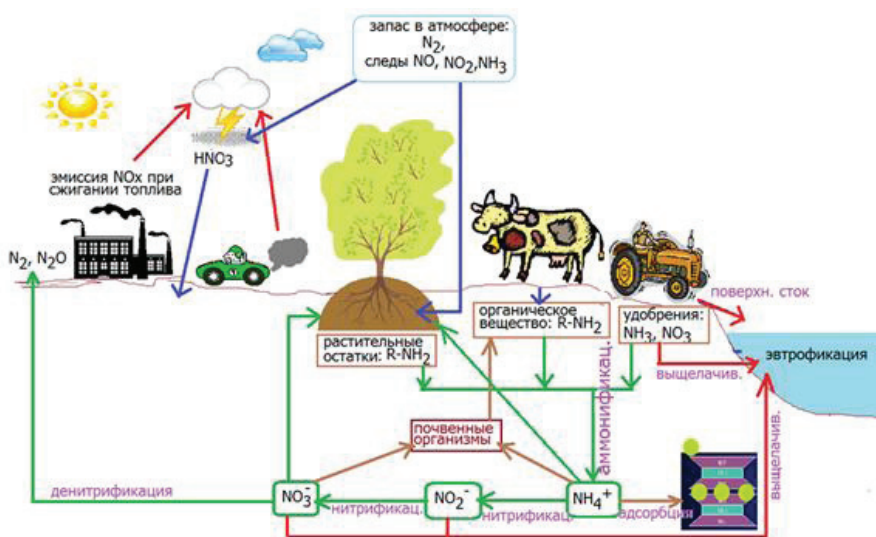 запас в атмосфере:
N2,
следы NO, NO2,NH3
HNO3
эмиссия NOx при
сжигании топлива
N2, N2O
поверхн. сток
органическое
вещество: R-NH2
удобрения:
NH3, NO3
растительные
остатки: R-NH2
эвтрофикация
выщелачив.
аммонификац.
почвенные
организмы
выщелачив.
денитрификация
NO3-
нитрификац.
NO2-
нитрификац.
NH4+
адсорбция